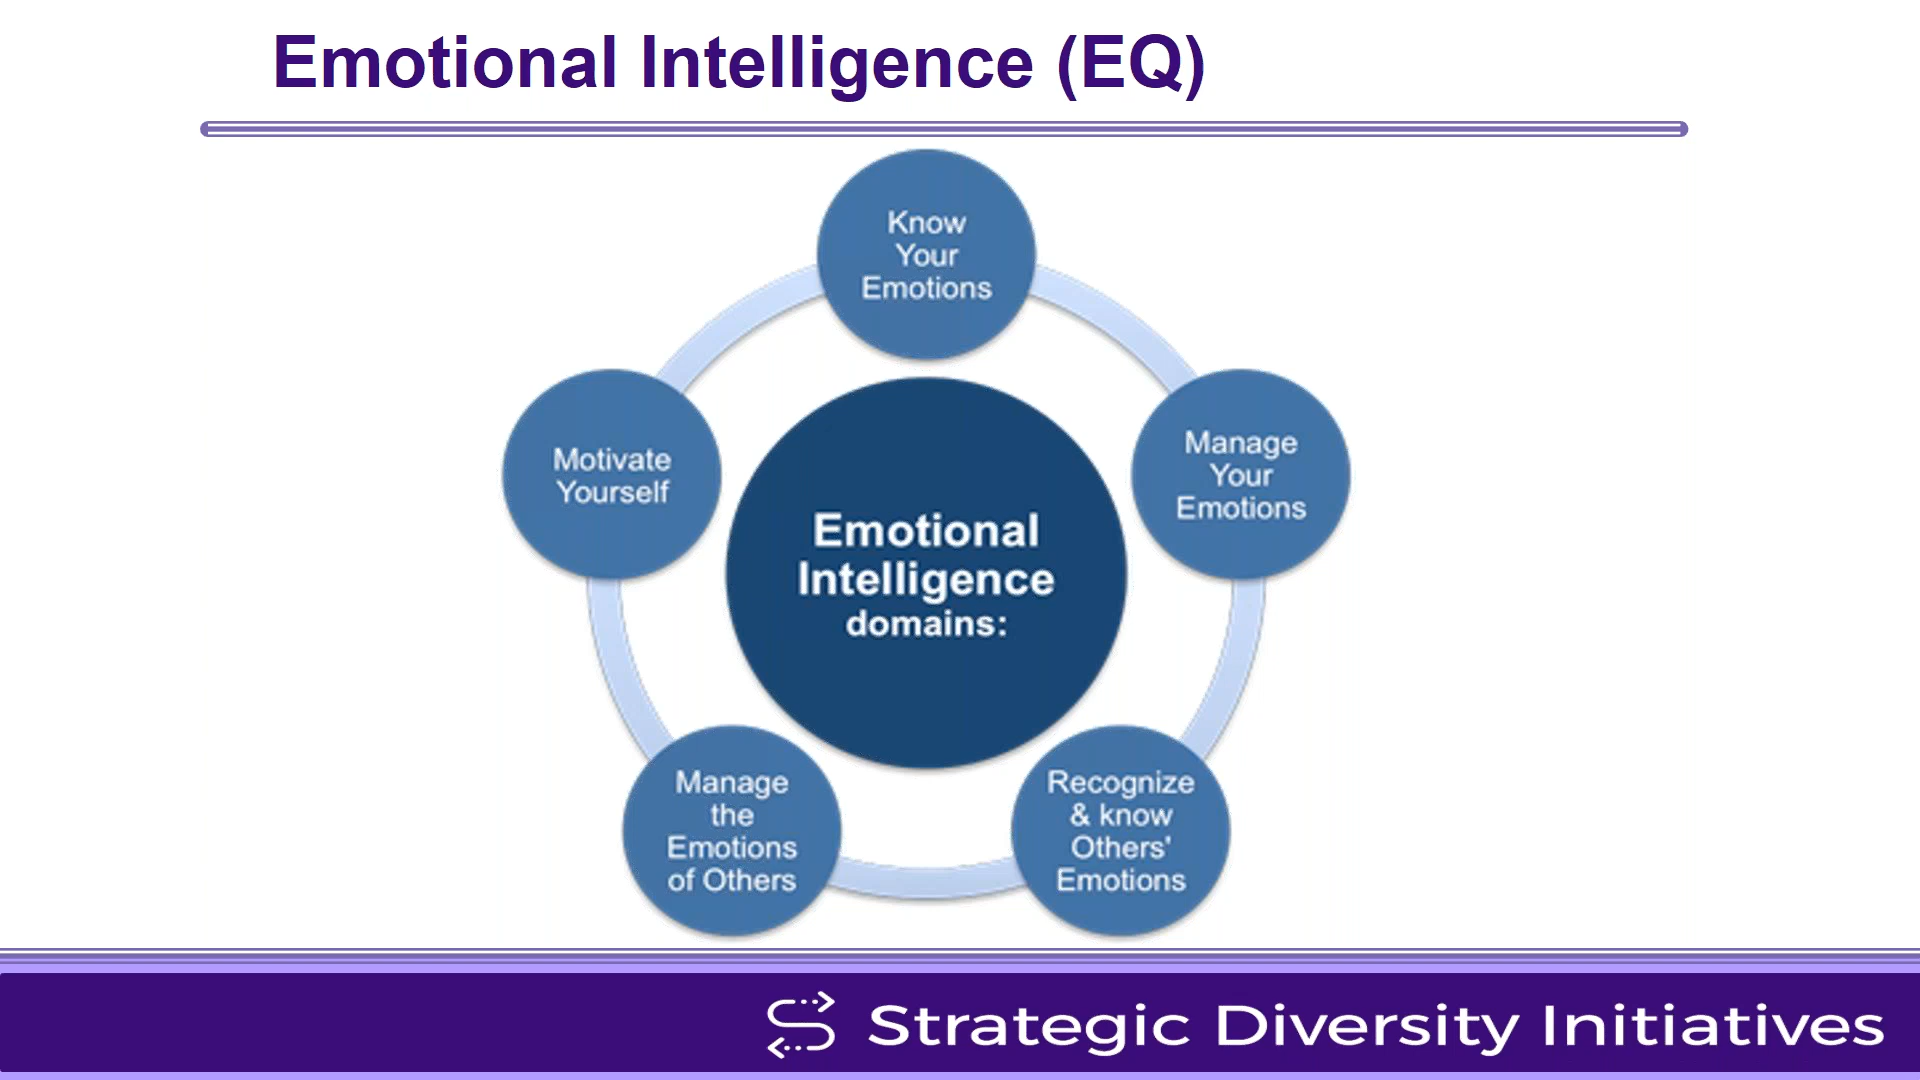 Emotional Intelligence (EQ)
Know
Your
Emotions
Manage
Your
Emotions
Recognize
& know
Others'
Emotions
Manage
the
Emotions
of Others
Motivate
Yourself
Emotional
Intelligence
domains:
Strategic Diversity Initiatives